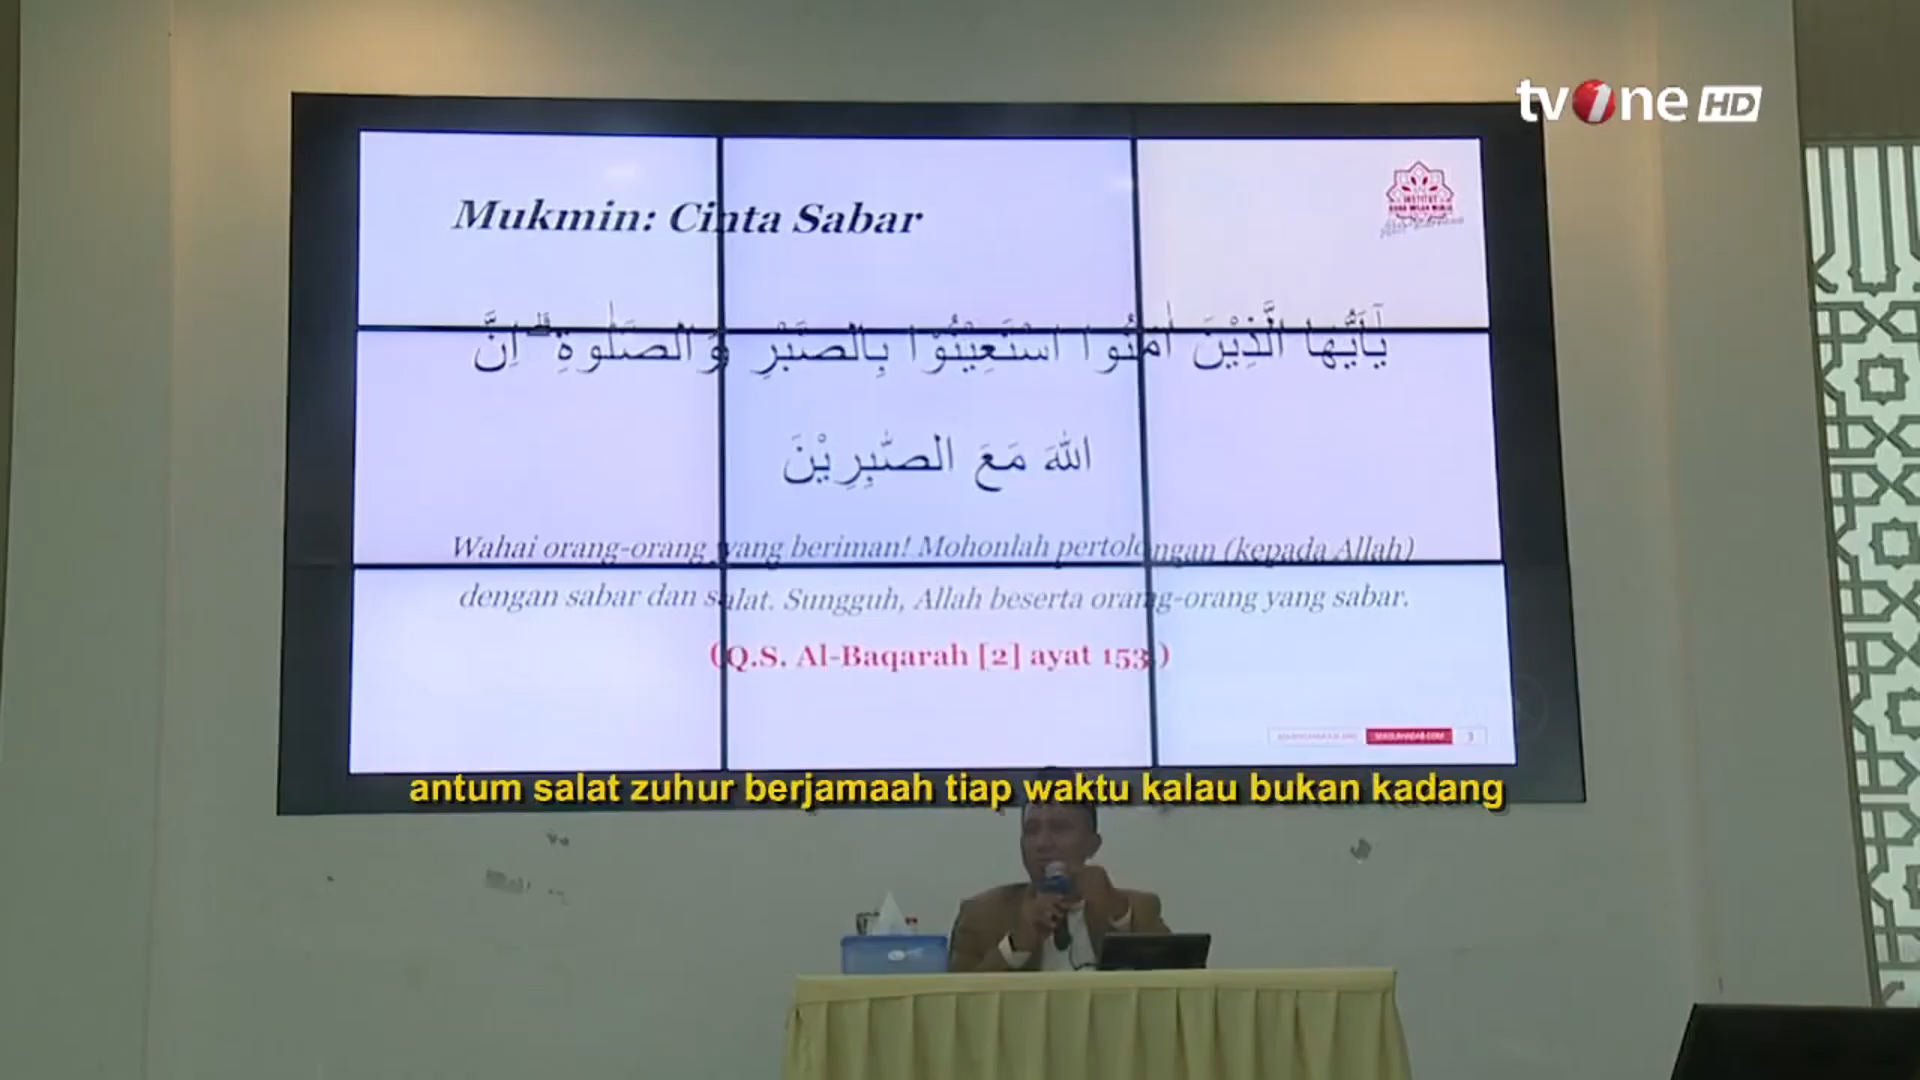 tvOne HD
Mukmin: Cinta Sabar
INSTITUT
يٰٓاَيُّهَا الَّذِيْنَ اٰمَنُوا اسْتَعِيْنُوْا بِالصَّبْرِ وَالصَّلٰوةِ ۗ اِنَّ
اللّٰهَ مَعَ الصّٰبِرِيْنَ
Wahai orang-orang yang beriman! Mohonlah pertolongan (kepada Allah)
dengan sabar dan salat. Sungguh, Allah beserta orang-orang yang sabar.
(Q.S. Al-Baqarah [2] ayat 153.)
3
antum salat zuhur berjamaah tiap waktu kalau bukan kadang